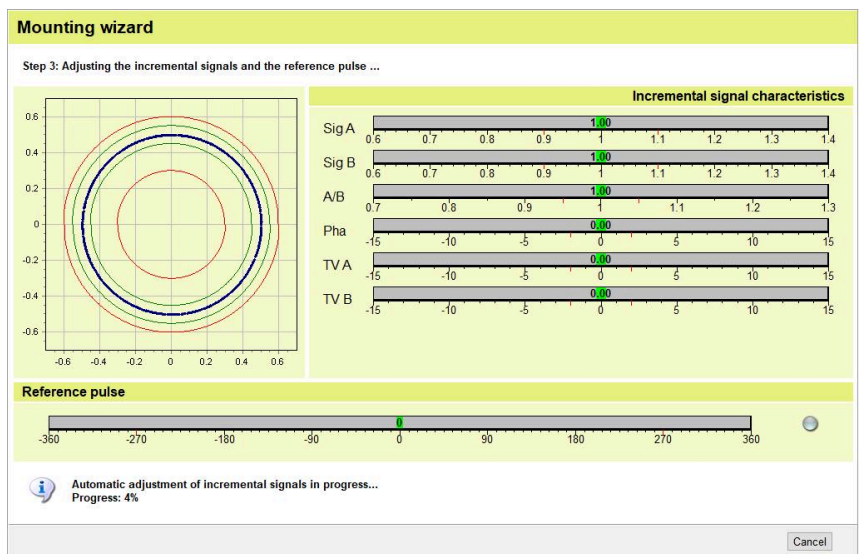 Mounting wizard
Step 3: Adjusting the incremental signals and the reference pulse ...
Incremental signal characteristics
0.6
0.4
0.2
0
-0.2
-0.4
-0.6
-0.6 -0.4 -0.2 0 0.2 0.4 0.6
Sig A 1.00
0.6 0.7 0.8 0.9 1 1.1 1.2 1.3 1.4
Sig B 1.00
0.6 0.7 0.8 0.9 1 1.1 1.2 1.3 1.4
A/B 1.00
0.7 0.8 0.9 1 1.1 1.2 1.3
Pha 0.00
-15 -10 -5 0 5 10 15
TV A 0.00
-15 -10 -5 0 5 10 15
TV B 0.00
-15 -10 -5 0 5 10 15
Reference pulse
0
-360 -270 -180 -90 0 90 180 270 360
Automatic adjustment of incremental signals in progress...
Progress: 4%
Cancel